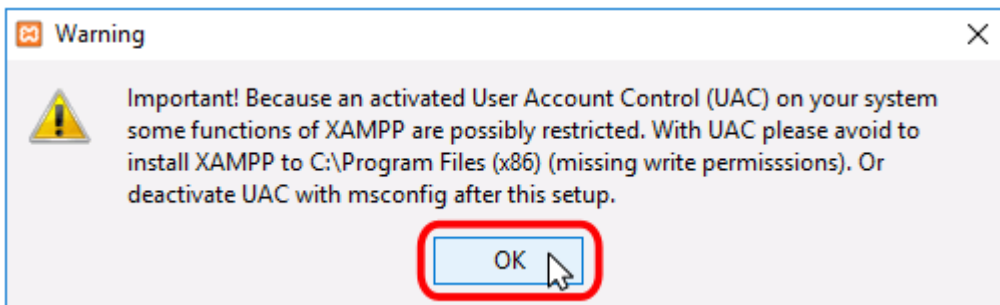 Warning
Important! Because an activated User Account Control (UAC) on your system
some functions of XAMPP are possibly restricted. With UAC please avoid to
install XAMPP to C:\Program Files (x86) (missing write permisssions). Or
deactivate UAC with msconfig after this setup.
OK